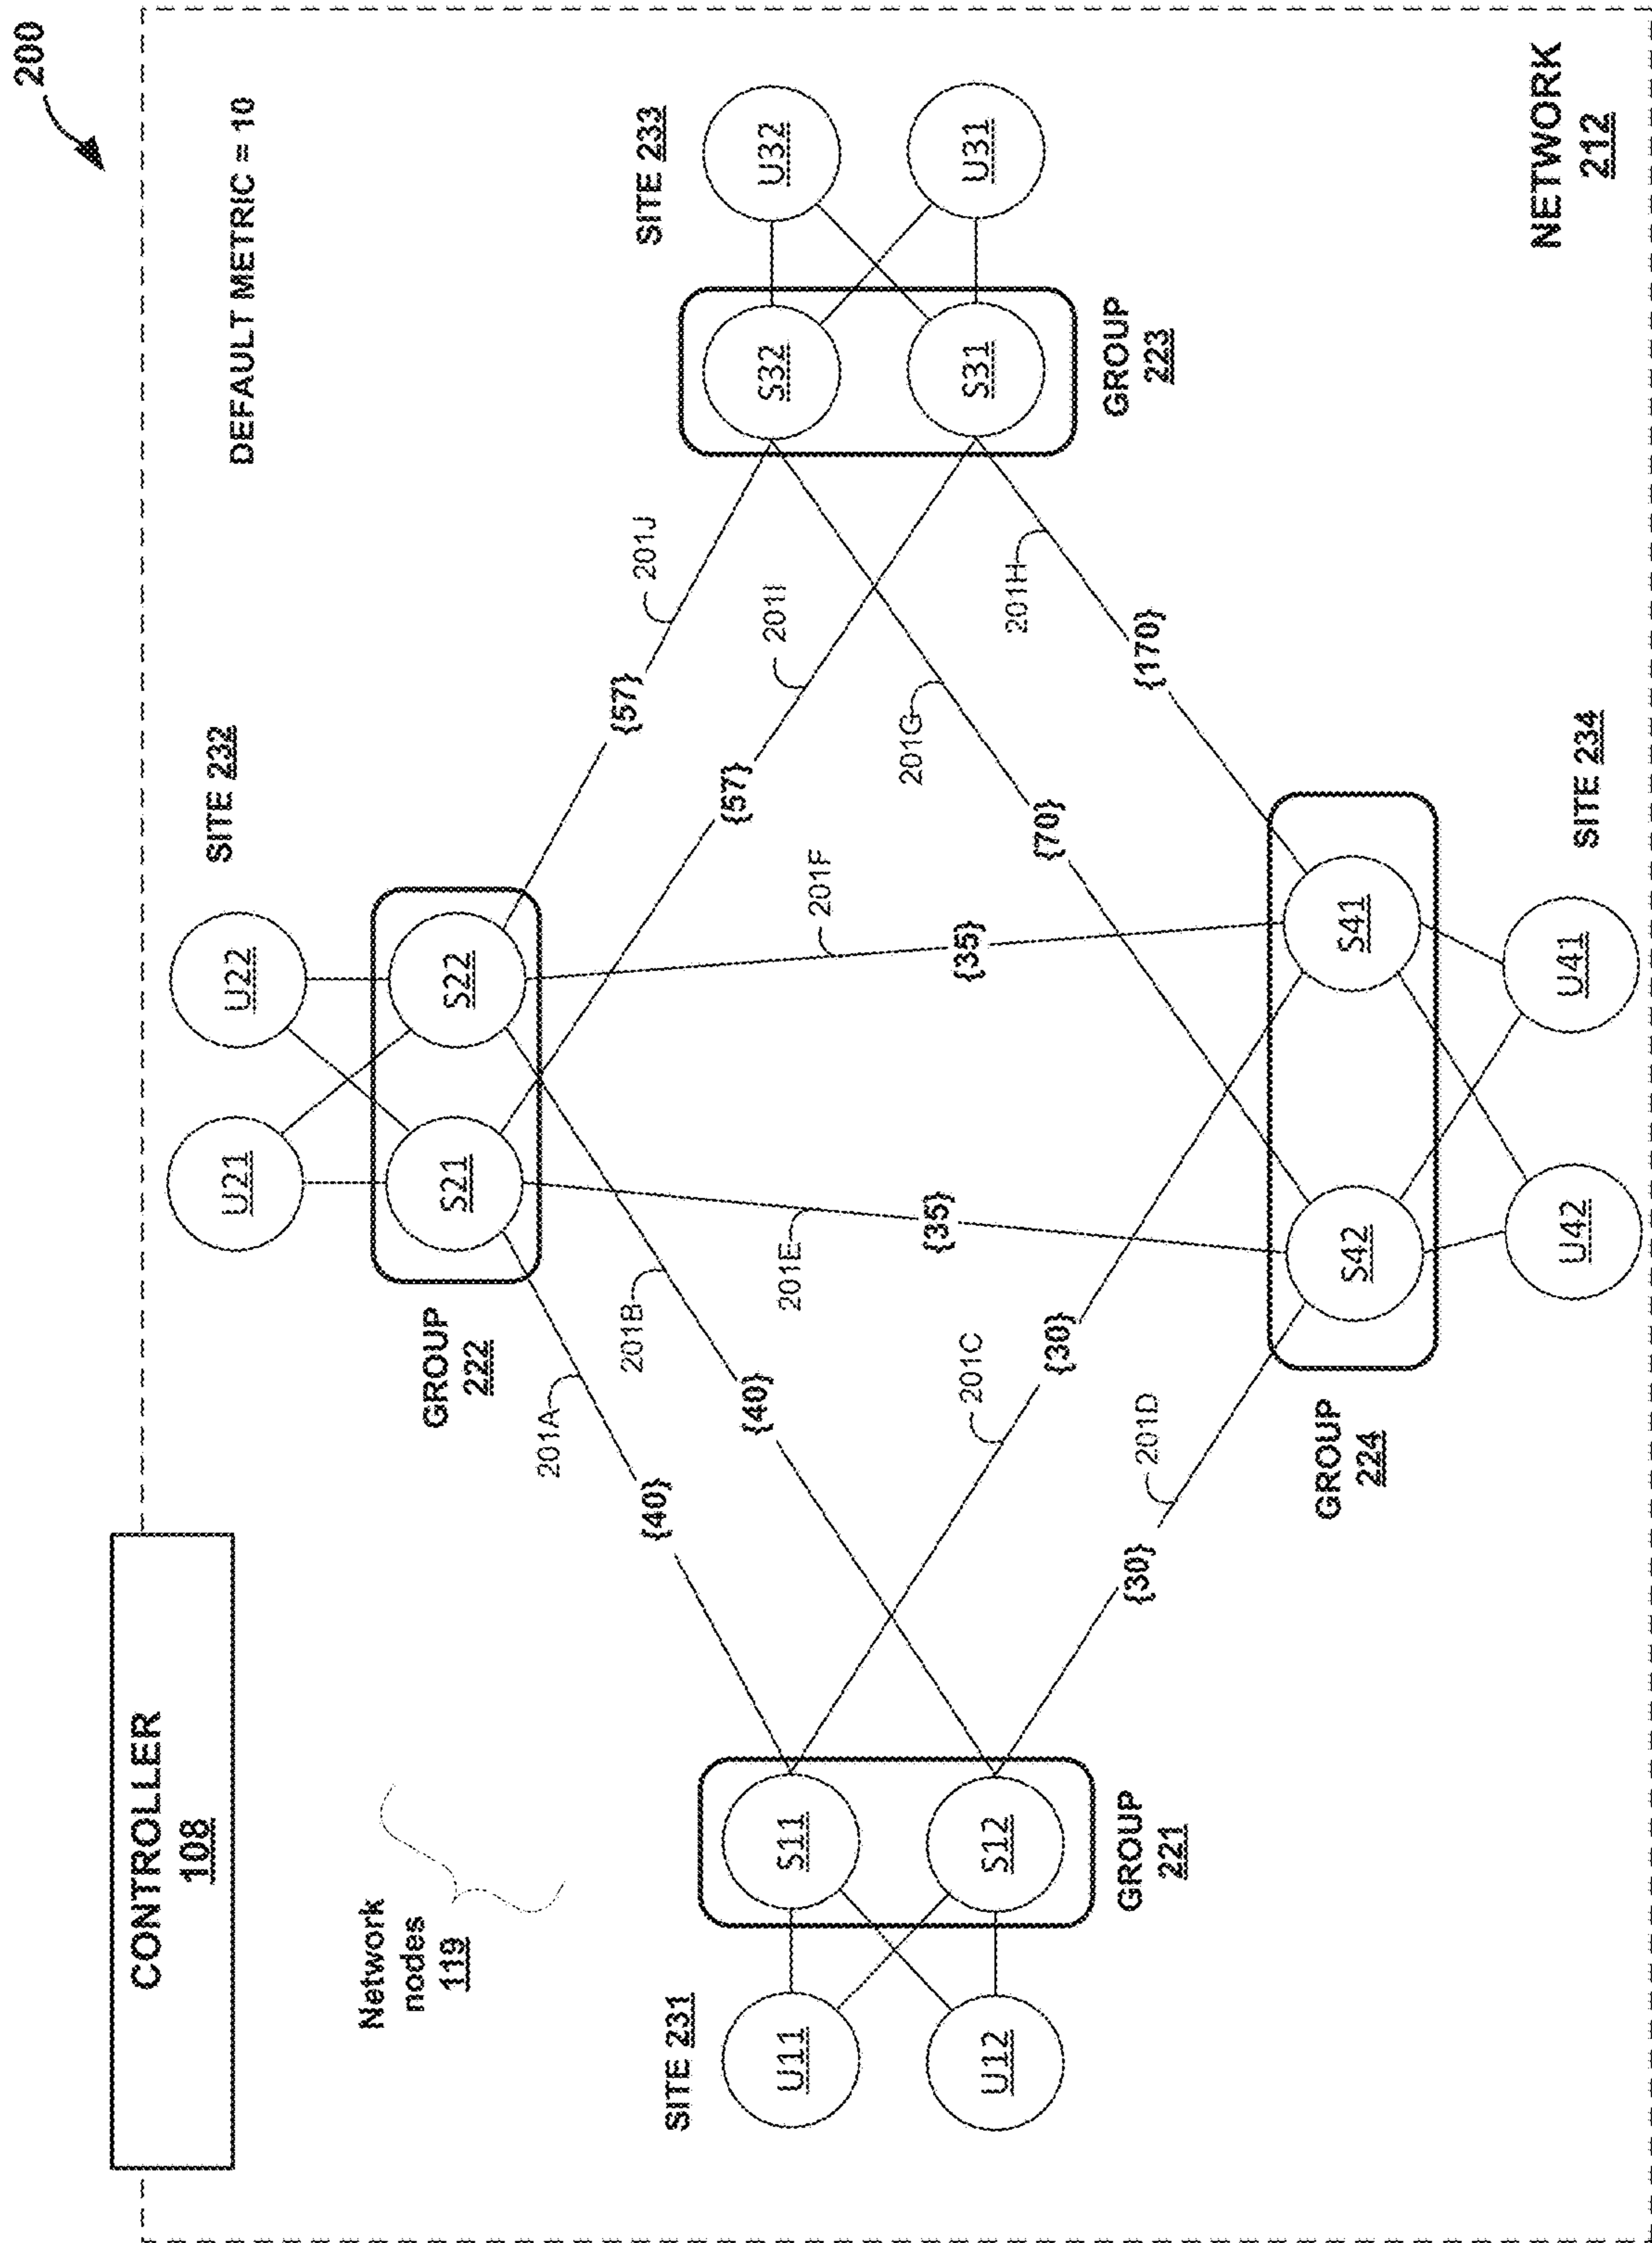 200
CONTROLLER
108
DEFAULT METRIC = 10
Network
nodes
119
SITE 232
U21
U22
S21
S22
GROUP
222
201A
{40}
201B
{40}
201J
{57}
201I
{57}
SITE 231
U11
U12
S11
S12
GROUP
221
SITE 233
S32
U32
S31
U31
GROUP
223
201E
{35}
201F
{35}
201G
{70}
201H
{170}
201C
{30}
201D
{30}
GROUP
224
S42
S41
U42
U41
SITE 234
NETWORK
212